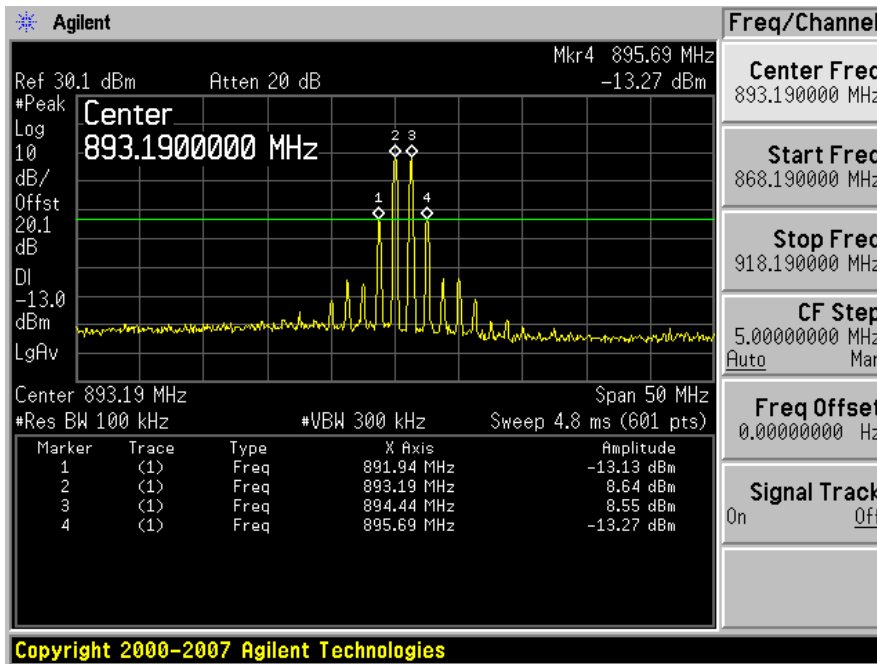 Agilent
Freq/Channel
Mkr4 895.69 MHz
Ref 30.1 dBm Atten 20 dB -13.27 dBm
#Peak
Log
10
dB/
Offst
20.1
dB
DI
-13.0
dBm
LgAv
Center
893.1900000 MHz
1
2
3
4
Center 893.19 MHz Span 50 MHz
#Res BW 100 kHz #VBW 300 kHz Sweep 4.8 ms (601 pts)
Marker Trace Type X Axis Amplitude
1 (1) Freq 891.94 MHz -13.13 dBm
2 (1) Freq 893.19 MHz 8.64 dBm
3 (1) Freq 894.44 MHz 8.55 dBm
4 (1) Freq 895.69 MHz -13.27 dBm
Center Freq
893.190000 MHz
Start Freq
868.190000 MHz
Stop Freq
918.190000 MHz
CF Step
5.00000000 MHz
Auto Man
Freq Offset
0.00000000 Hz
Signal Track
On Off
Copyright 2000-2007 Agilent Technologies